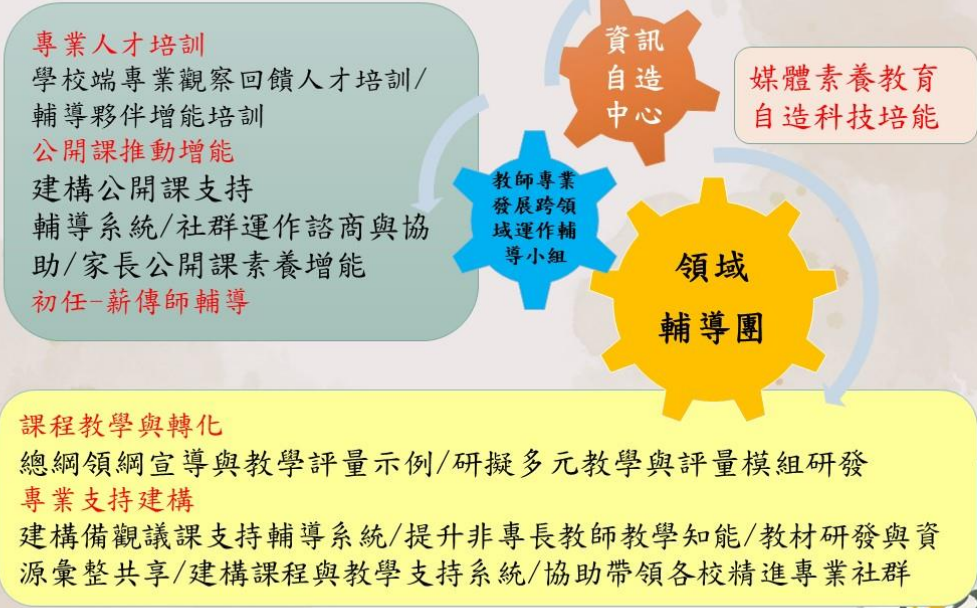 專業人才培訓
學校端專業觀察回饋人才培訓/
輔導夥伴增能培訓
公開課推動增能
建構公開課支持
輔導系統/社群運作諮商與協
助/家長公開課素養增能
初任-薪傳師輔導
資訊
自造
中心
媒體素養教育
自造科技培能
教師專業
發展跨領
域運作輔
導小組
領域
輔導團
課程教學與轉化
總綱領綱宣導與教學評量示例/研擬多元教學與評量模組研發
專業支持建構
建構備觀議課支持輔導系統/提升非專長教師教學知能/教材研發與資
源彙整共享/建構課程與教學支持系統/協助帶領各校精進專業社群